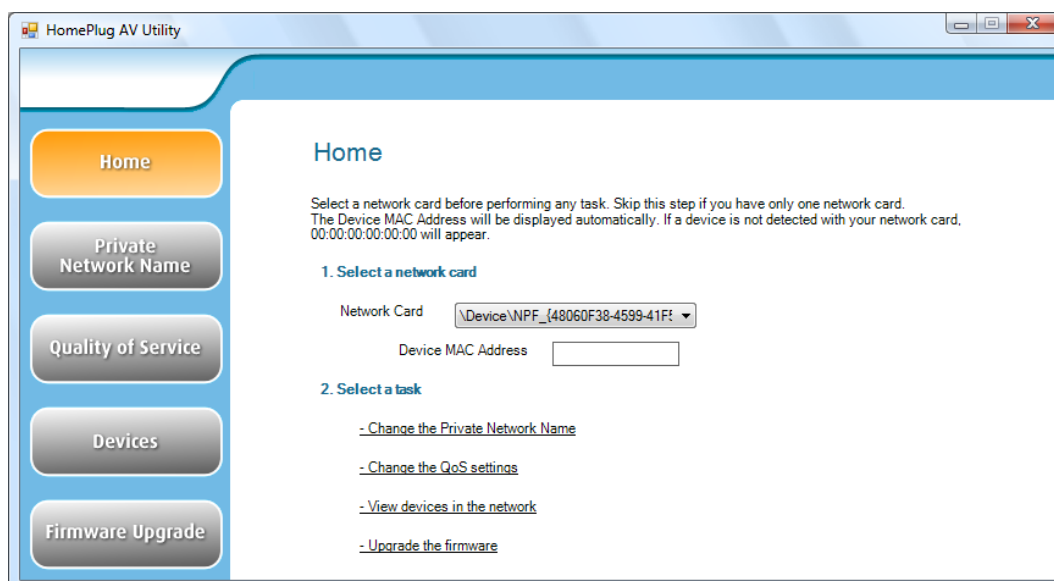 HomePlug AV Utility
Home
Private
Network Name
Quality of Service
Devices
Firmware Upgrade
Home
Select a network card before performing any task. Skip this step if you have only one network card.
The Device MAC Address will be displayed automatically. If a device is not detected with your network card,
00:00:00:00:00:00 will appear.
1. Select a network card
Network Card
\Device\NPF_{48060F38-4599-41F5
Device MAC Address
2. Select a task
- Change the Private Network Name
- Change the QoS settings
- View devices in the network
- Upgrade the firmware